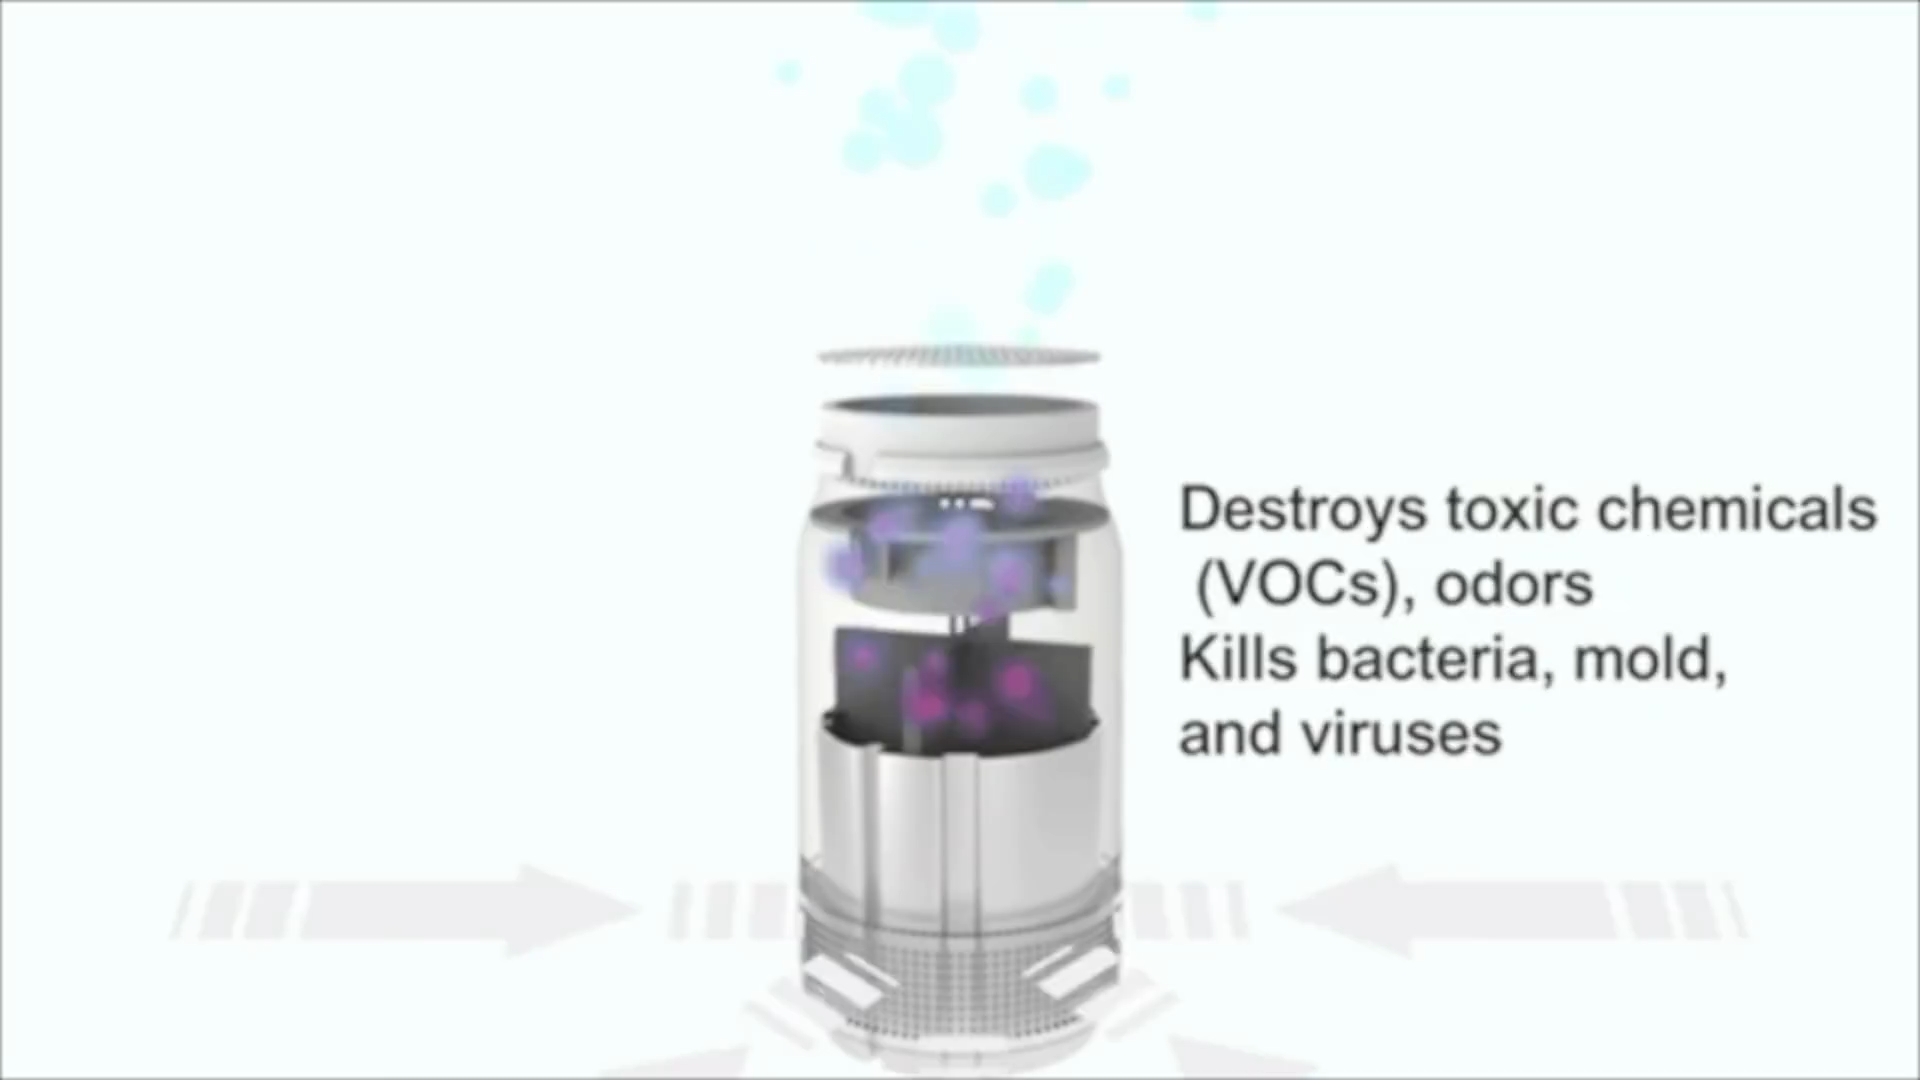 Destroys toxic chemicals
(VOCs), odors
Kills bacteria, mold,
and viruses